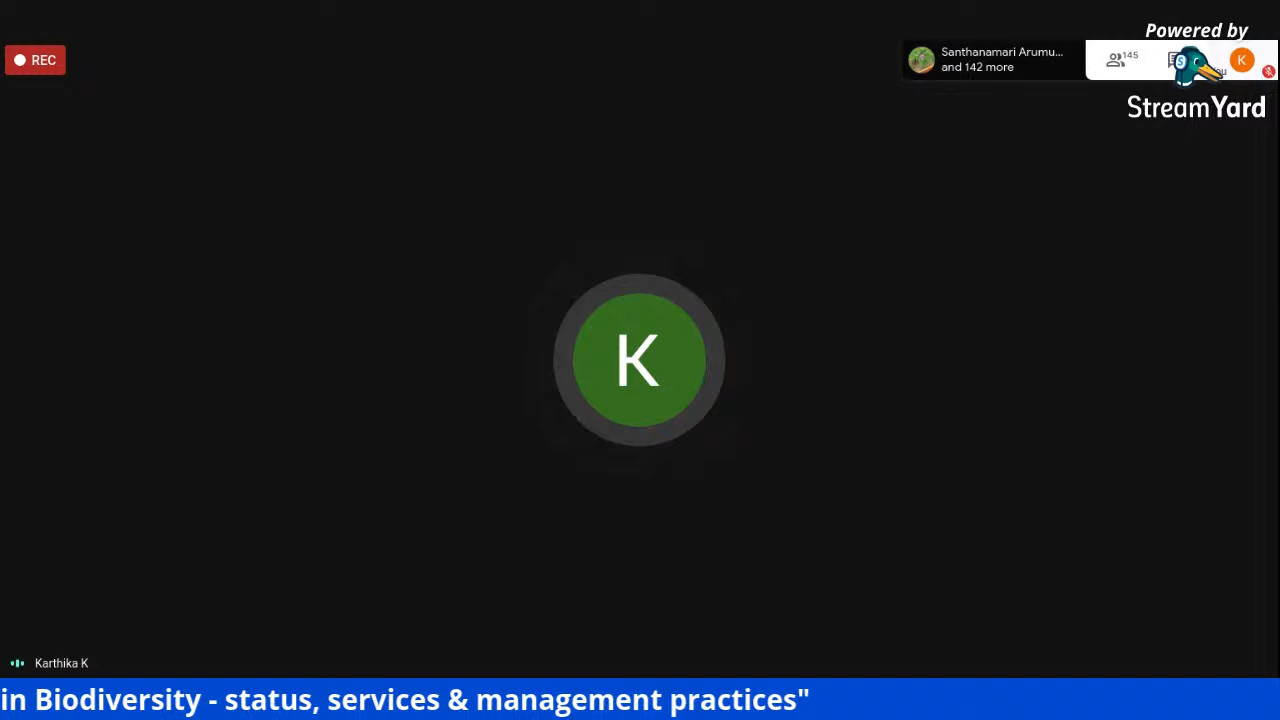 Powered by
REC
Santhanamari Arumu...
and 142 more
145
K
StreamYard
K
Karthika K
in Biodiversity - status, services & management practices"